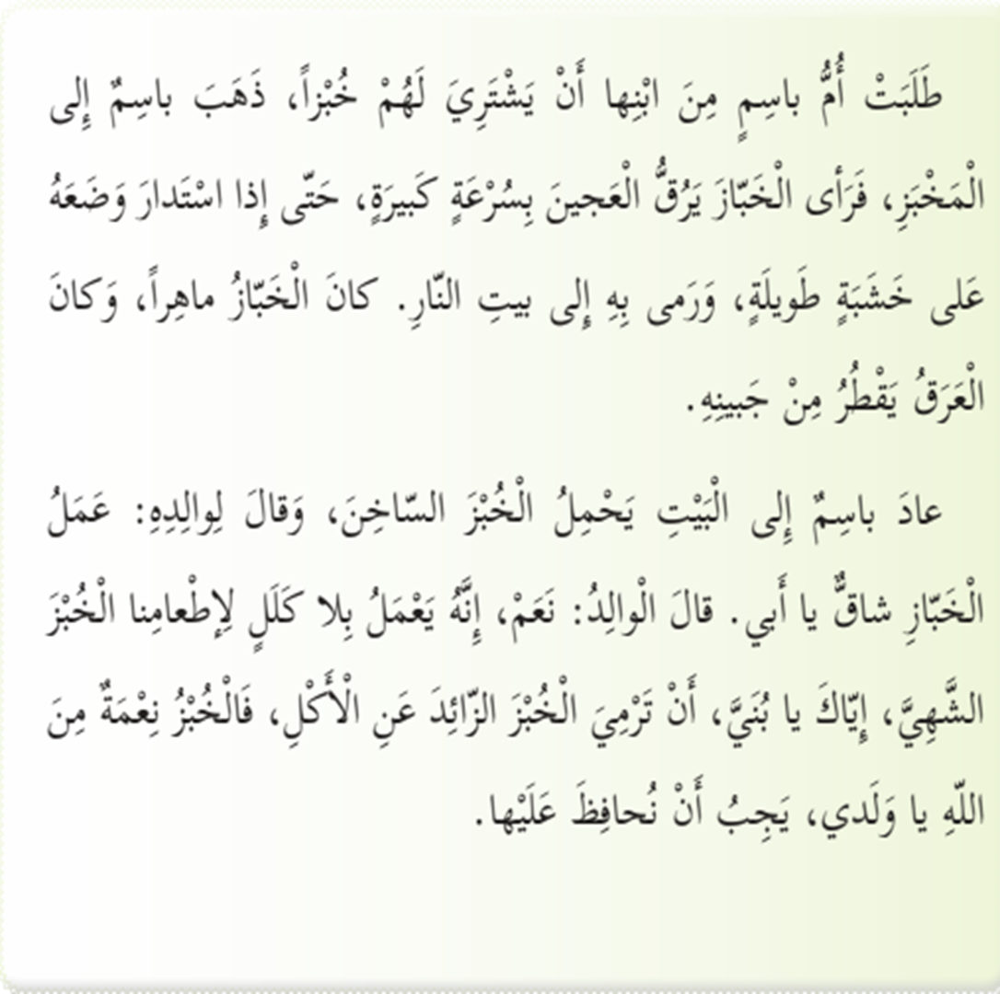 طَلَبَتْ أُمُّ باسِمٍ مِنَ ابْنِها أَنْ يَشْتَرِيَ لَهُمْ خُبْزاً، ذَهَبَ باسِمٌ إِلى
الْمَخْبَزِ، فَرَأى الْخَبّازَ يَرُقُّ الْعَجينَ بِسُرْعَةٍ كَبيرَةٍ، حَتّى إِذا اسْتَدارَ وَضَعَهُ
عَلى خَشَبَةٍ طَويلَةٍ، وَرَمى بِهِ إِلى بيتِ النّارِ. كانَ الْخَبّازُ ماهِراً، وَكانَ
الْعَرَقُ يَقْطُرُ مِنْ جَبينِهِ.
عادَ باسِمٌ إِلى الْبَيْتِ يَحْمِلُ الْخُبْزَ السّاخِنَ، وَقالَ لِوالِدِهِ: عَمَلُ
الْخَبّازِ شاقٌّ يا أَبي. قالَ الْوالِدُ: نَعَمْ، إِنَّهُ يَعْمَلُ بِلا كَلَلٍ لِإِطْعامِنا الْخُبْزَ
الشَّهِيَّ، إِيّاكَ يا بُنَيَّ، أَنْ تَرْمِيَ الْخُبْزَ الزّائِدَ عَنِ الْأَكْلِ، فَالْخُبْزُ نِعْمَةٌ مِنَ
اللّهِ يا وَلَدي، يَجِبُ أَنْ نُحافِظَ عَلَيْها.